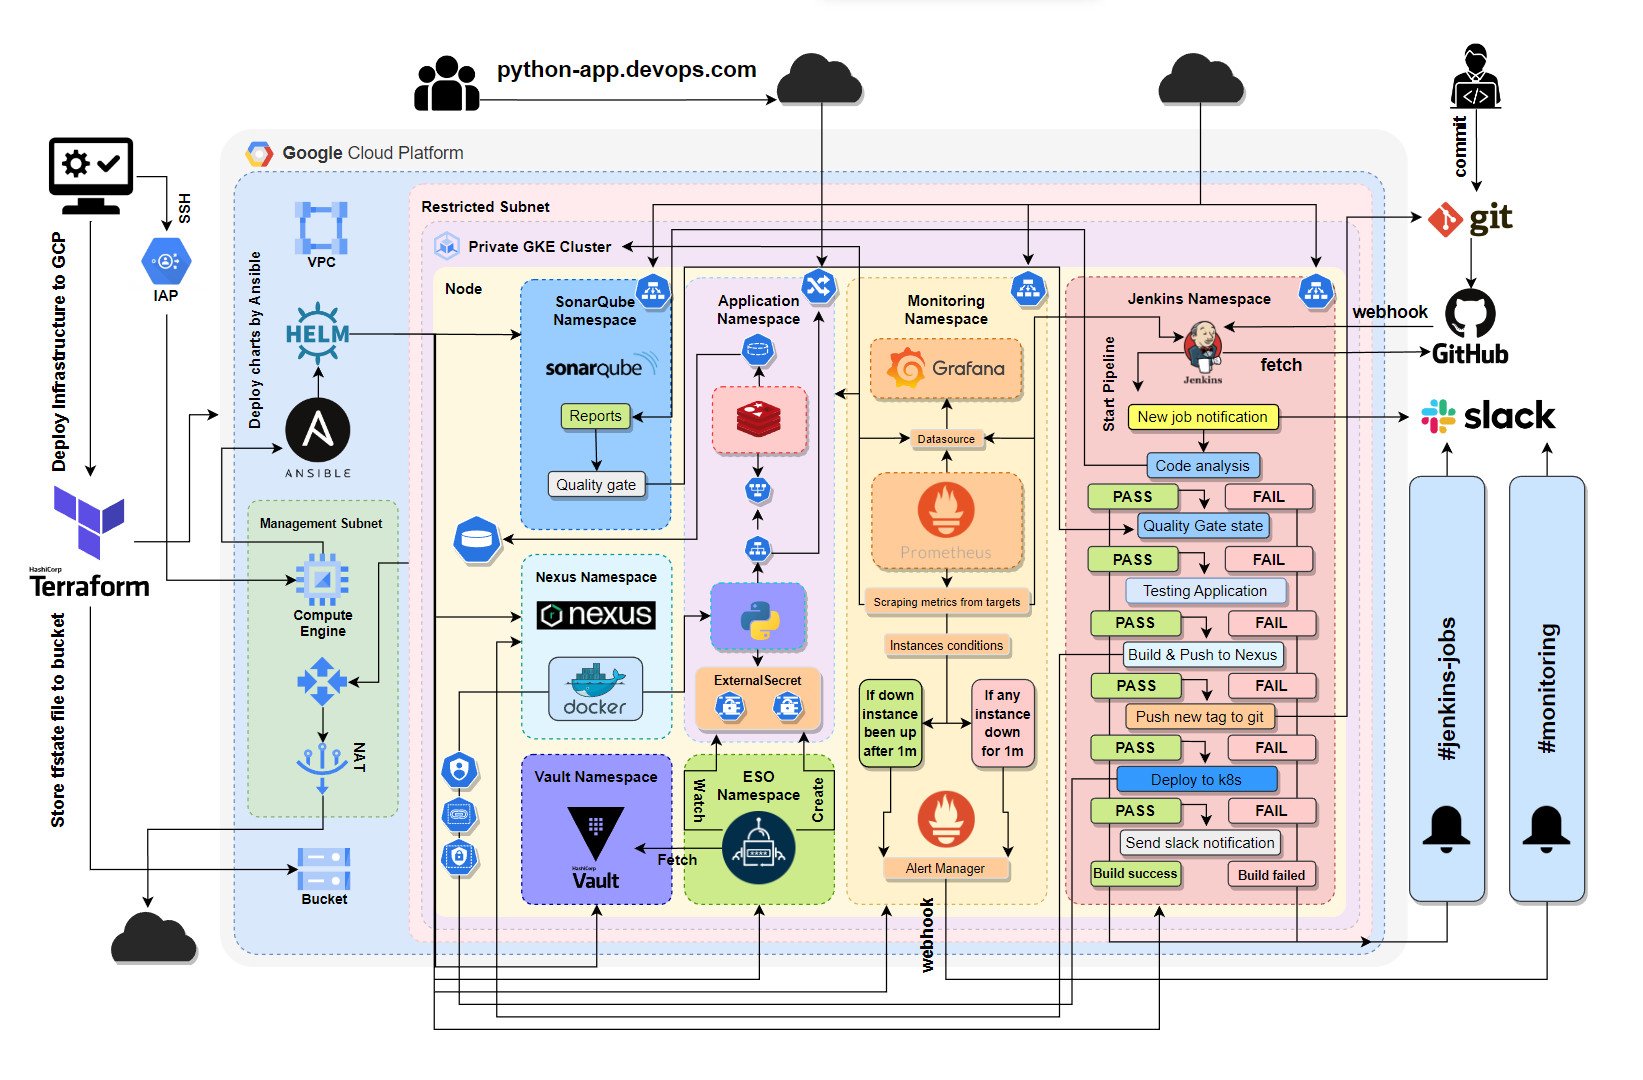 python-app.devops.com
commit
Google Cloud Platform
SSH
IAP
Deploy Infrastructure to GCP
Deploy charts by Ansible
VPC
HELM
ANSIBLE
Restricted Subnet
Private GKE Cluster
Node
git
webhook
fetch
GitHub
slack
HashiCorp
Terraform
Store tfstate file to bucket
Management Subnet
Compute
Engine
NAT
Bucket
SonarQube
Namespace
sonarqube
Reports
Quality gate
Nexus Namespace
nexus
docker
Vault Namespace
HashiCorp
Vault
Application
Namespace
ExternalSecret
ESO
Namespace
Watch
Create
Fetch
Monitoring
Namespace
Grafana
Datasource
Prometheus
Scraping metrics from targets
Instances conditions
If down
instance
been up
after 1m
If any
instance
down
for 1m
Alert Manager
webhook
Jenkins Namespace
Jenkins
Start Pipeline
New job notification
Code analysis
PASS
FAIL
Quality Gate state
PASS
FAIL
Testing Application
PASS
FAIL
Build & Push to Nexus
PASS
FAIL
Push new tag to git
PASS
FAIL
Deploy to k8s
PASS
FAIL
Send slack notification
Build success
Build failed
#jenkins-jobs
#monitoring